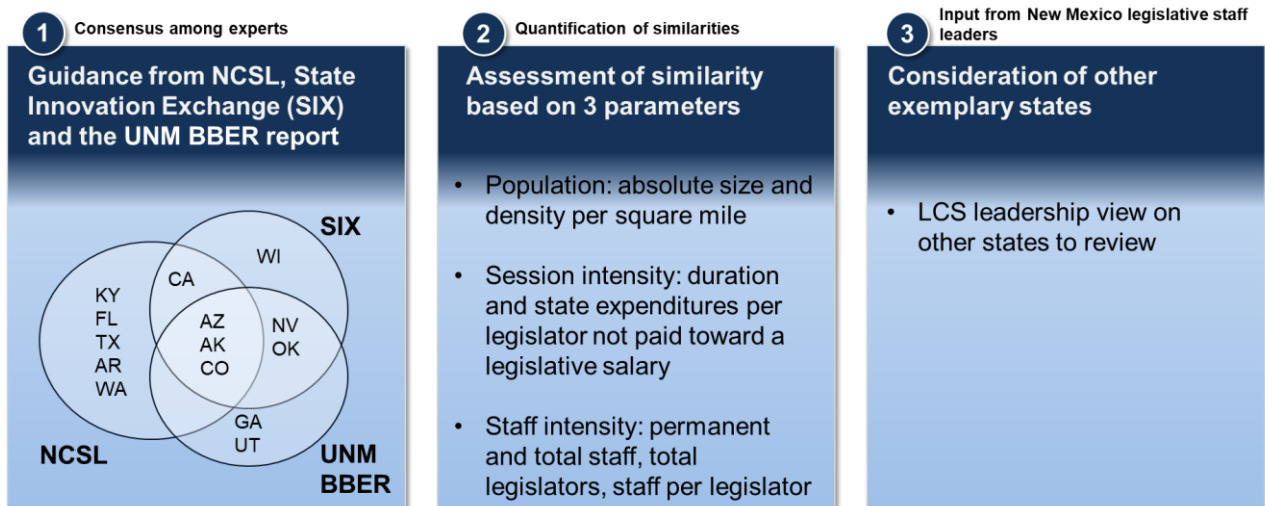 1
Consensus among experts
Guidance from NCSL, State
Innovation Exchange (SIX)
and the UNM BBER report
SIX
WI
CA
KY
FL
TX
AR
WA
AZ
AK
CO
NV
OK
GA
UT
NCSL
UNM
BBER
2
Quantification of similarities
Assessment of similarity
based on 3 parameters
• Population: absolute size and
density per square mile
• Session intensity: duration
and state expenditures per
legislator not paid toward a
legislative salary
• Staff intensity: permanent
and total staff, total
legislators, staff per legislator
3
Input from New Mexico legislative staff
leaders
Consideration of other
exemplary states
• LCS leadership view on
other states to review